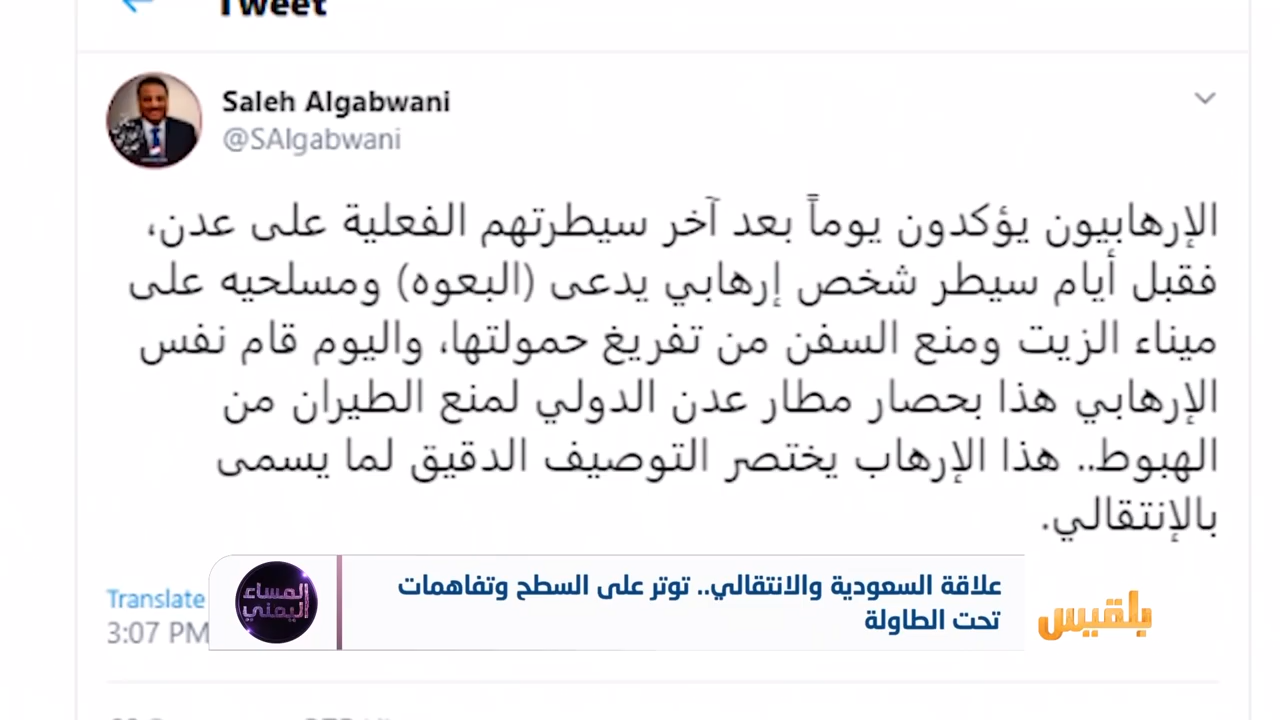 Tweet
Saleh Algabwani
@SAlgabwani
الإرهابيون يؤكدون يوماً بعد آخر سيطرتهم الفعلية على عدن،
فقبل أيام سيطر شخص إرهابي يدعى (البعوه) ومسلحيه على
ميناء الزيت ومنع السفن من تفريغ حمولتها، واليوم قام نفس
الإرهابي هذا بحصار مطار عدن الدولي لمنع الطيران من
الهبوط.. هذا الإرهاب يختصر التوصيف الدقيق لما يسمى
بالإنتقالي.
Translate
3:07 PM
المساء
اليمني
علاقة السعودية والانتقالي.. توتر على السطح وتفاهمات
تحت الطاولة
بلقيس